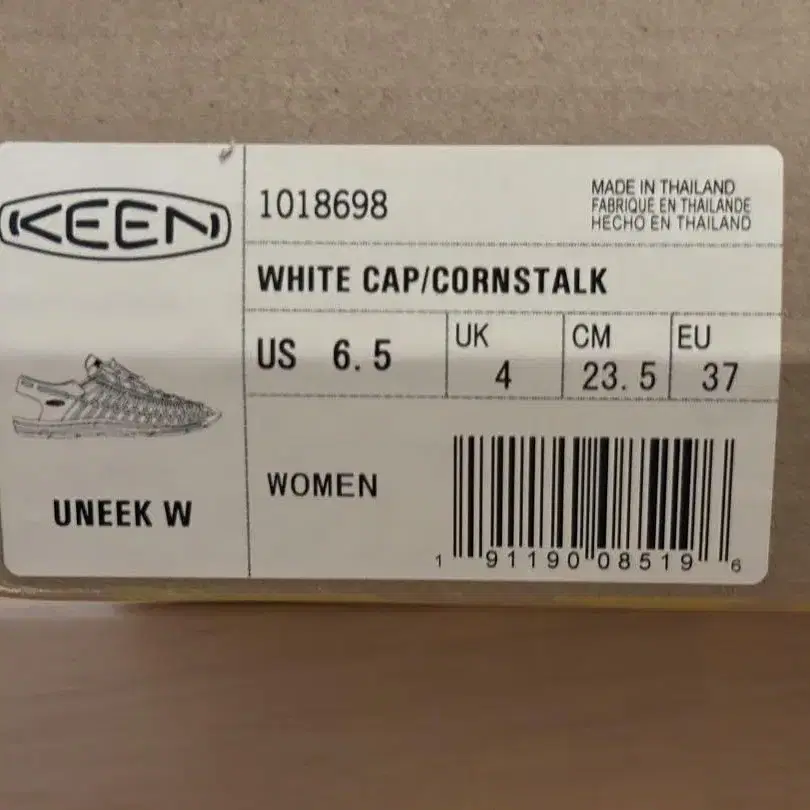 KEEN
UNEEK W
1018698
MADE IN THAILAND
FABRIQUE EN THAILANDE
HECHO EN THAILAND
WHITE CAP/CORNSTALK
US 6.5
UK 4
CM 23.5
EU 37
WOMEN
1 91190 08519 6